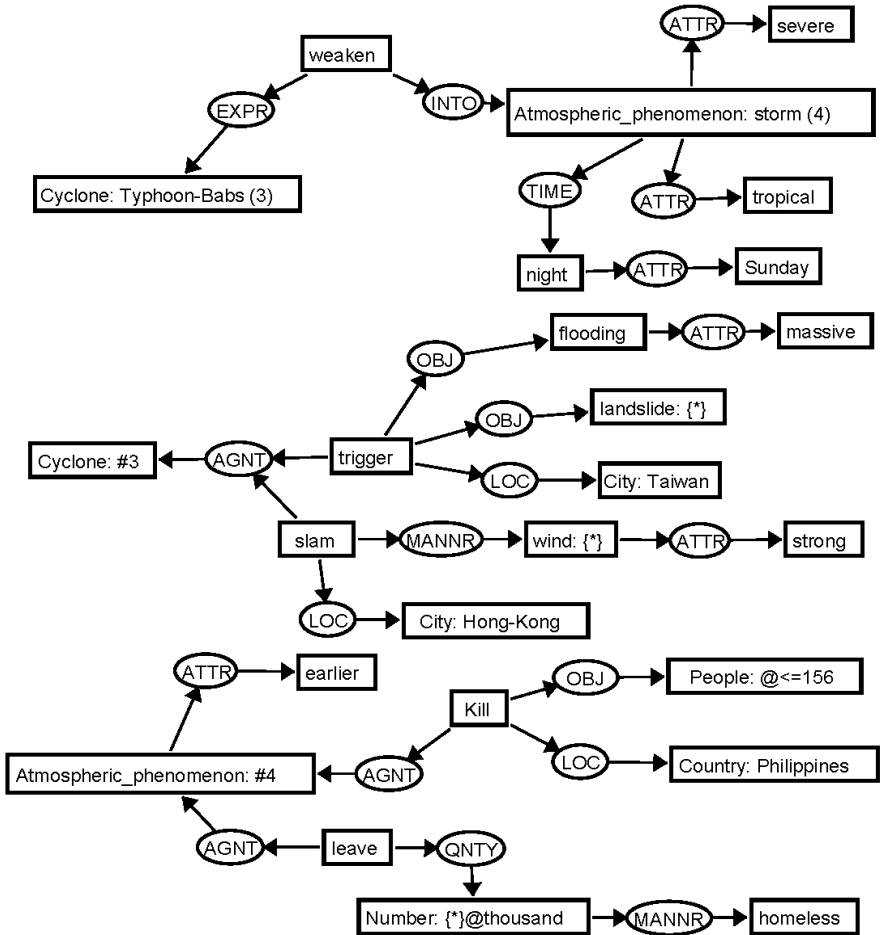 ATTR
severe
weaken
INTO
EXPR
Atmospheric_phenomenon: storm (4)
Cyclone: Typhoon-Babs (3)
TIME
ATTR
tropical
night
ATTR
Sunday
flooding
ATTR
massive
OBJ
landslide: {*}
OBJ
Cyclone: #3
AGNT
trigger
LOC
City: Taiwan
slam
MANNR
wind: {*}
ATTR
strong
LOC
City: Hong-Kong
ATTR
earlier
OBJ
People: @<=156
Kill
Atmospheric_phenomenon: #4
AGNT
LOC
Country: Philippines
AGNT
leave
QNTY
Number: {*}@thousand
MANNR
homeless